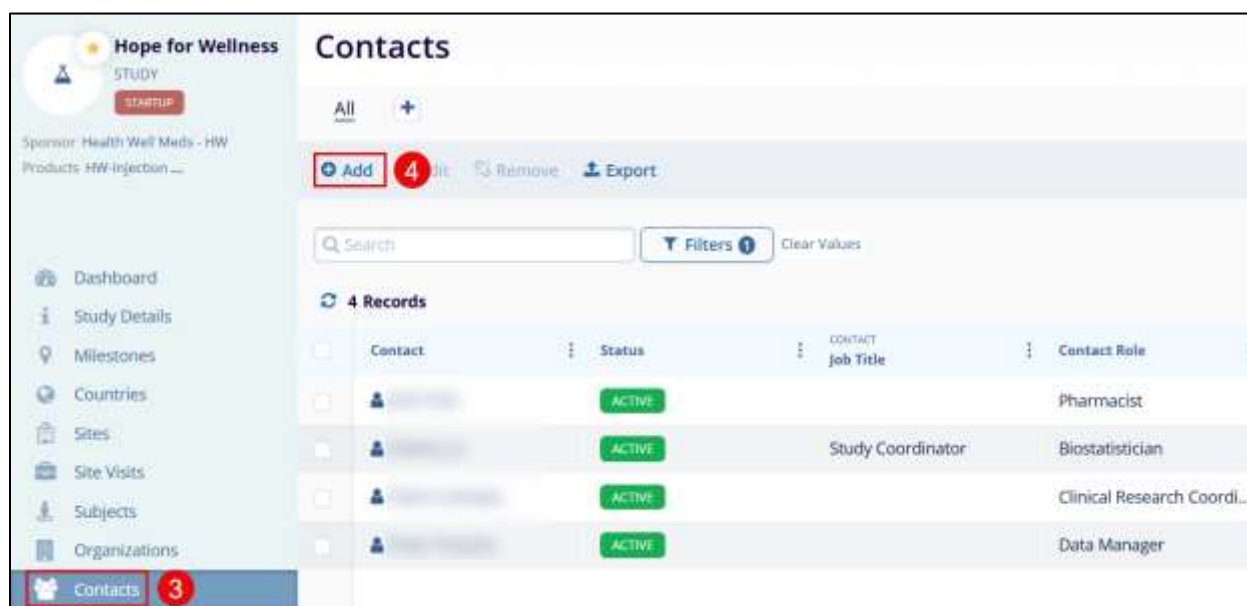 Hope for Wellness
STUDY
STARTUP
Sponsor Health Well Meds - HW
Products HW-Injection ...
Dashboard
Study Details
Milestones
Countries
Sites
Site Visits
Subjects
Organizations
Contacts 3
Contacts
All +
Add 4 dit Remove Export
Search Filters 1 Clear Values
4 Records
Contact Status CONTACT Job Title Contact Role
ACTIVE Pharmacist
ACTIVE Study Coordinator Biostatistician
ACTIVE Clinical Research Coordi...
ACTIVE Data Manager